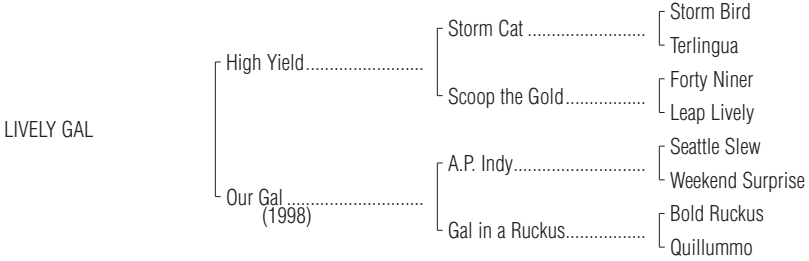 Storm Bird
Storm Cat ........................
Terlingua
High Yield........................
Forty Niner
Scoop the Gold................
Leap Lively
LIVELY GAL
Seattle Slew
A.P. Indy...........................
Weekend Surprise
Our Gal ............................
(1998)
Bold Ruckus
Gal in a Ruckus................
Quillummo